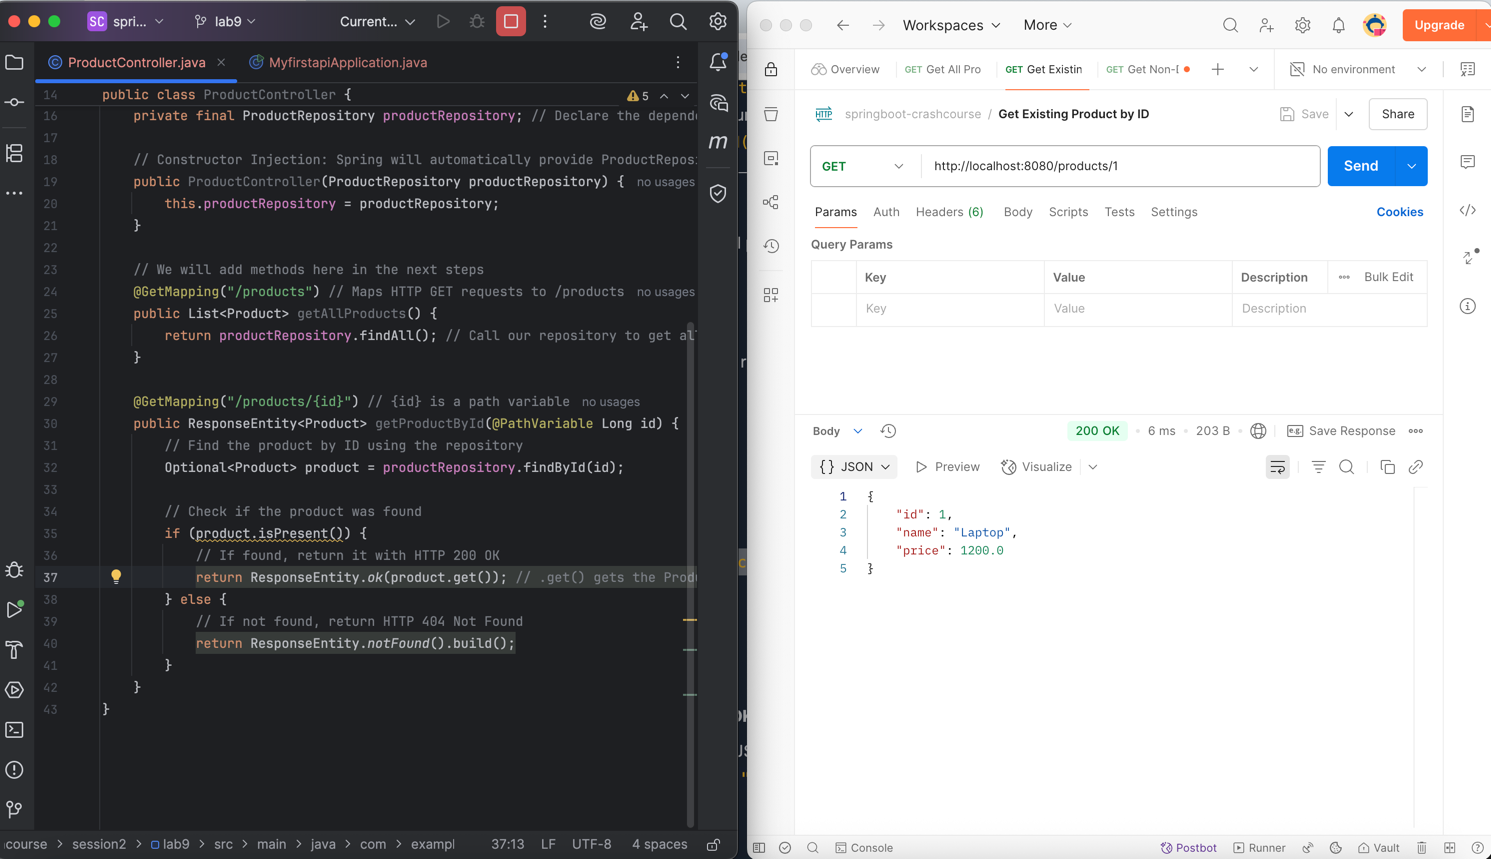 SC spri... lab9 Current...
ProductController.java MyfirstapiApplication.java
14 public class ProductController { 5
16 private final ProductRepository productRepository; // Declare the depend
17
18 // Constructor Injection: Spring will automatically provide ProductRepos
19 public ProductController(ProductRepository productRepository) { no usages
20 this.productRepository = productRepository;
21 }
22
23 // We will add methods here in the next steps
24 @GetMapping("/products") // Maps HTTP GET requests to /products no usages
25 public List<Product> getAllProducts() {
26 return productRepository.findAll(); // Call our repository to get al
27 }
28
29 @GetMapping("/products/{id}") // {id} is a path variable no usages
30 public ResponseEntity<Product> getProductById(@PathVariable Long id) {
31 // Find the product by ID using the repository
32 Optional<Product> product = productRepository.findById(id);
33
34 // Check if the product was found
35 if (product.isPresent()) {
36 // If found, return it with HTTP 200 OK
37 return ResponseEntity.ok(product.get()); // .get() gets the Prod
38 } else {
39 // If not found, return HTTP 404 Not Found
40 return ResponseEntity.notFound().build();
41 }
42 }
43 }
m
course > session2 > lab9 > src > main > java > com > exampl 37:13 LF UTF-8 4 spaces
Workspaces More Upgrade
Overview GET Get All Pro GET Get Existin GET Get Non-E No environment
HTTP springboot-crashcourse / Get Existing Product by ID Save Share
GET http://localhost:8080/products/1 Send
Params Auth Headers (6) Body Scripts Tests Settings Cookies
Query Params
Key Value Description Bulk Edit
Key Value Description
Body 200 OK 6 ms 203 B e.g. Save Response
{} JSON Preview Visualize
1 {
2 "id": 1,
3 "name": "Laptop",
4 "price": 1200.0
5 }
Console Postbot Runner Vault